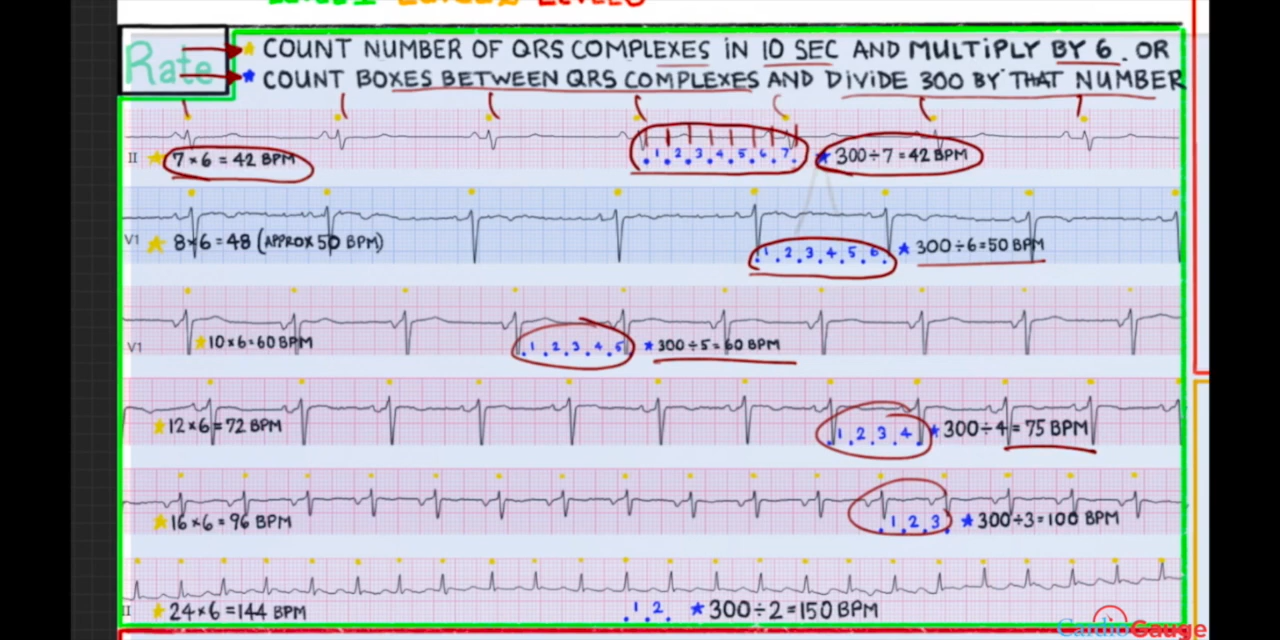 Rate
★ COUNT NUMBER OF QRS COMPLEXES IN 10 SEC AND MULTIPLY BY 6. OR
★ COUNT BOXES BETWEEN QRS COMPLEXES AND DIVIDE 300 BY THAT NUMBER
II ★ 7×6=42 BPM 1 2 3 4 5 6 7 ★ 300÷7=42 BPM
V1 ★ 8×6=48 (APPROX 50 BPM) 1 2 3 4 5 6 ★ 300÷6=50 BPM
V1 ★ 10×6=60 BPM 1 2 3 4 5 ★ 300÷5=60 BPM
★ 12×6=72 BPM 1 2 3 4 ★ 300÷4=75 BPM
★ 16×6=96 BPM 1 2 3 ★ 300÷3=100 BPM
II ★ 24×6=144 BPM 1 2 ★ 300÷2=150 BPM
CardioGauge